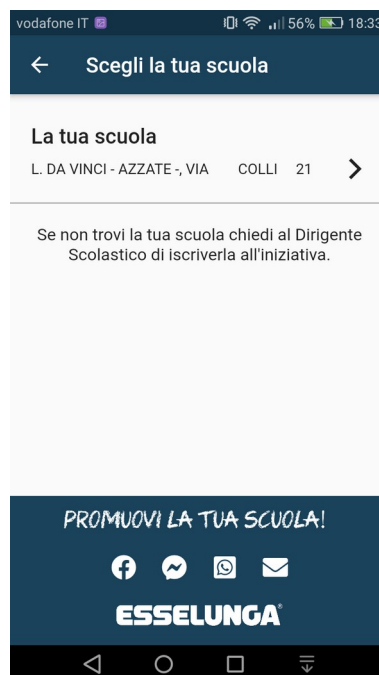 vodafone IT 56% 18:33
Scegli la tua scuola
La tua scuola
L. DA VINCI - AZZATE -, VIA COLLI 21
Se non trovi la tua scuola chiedi al Dirigente
Scolastico di iscriverla all'iniziativa.
PROMUOVI LA TUA SCUOLA!
ESSELUNGA®